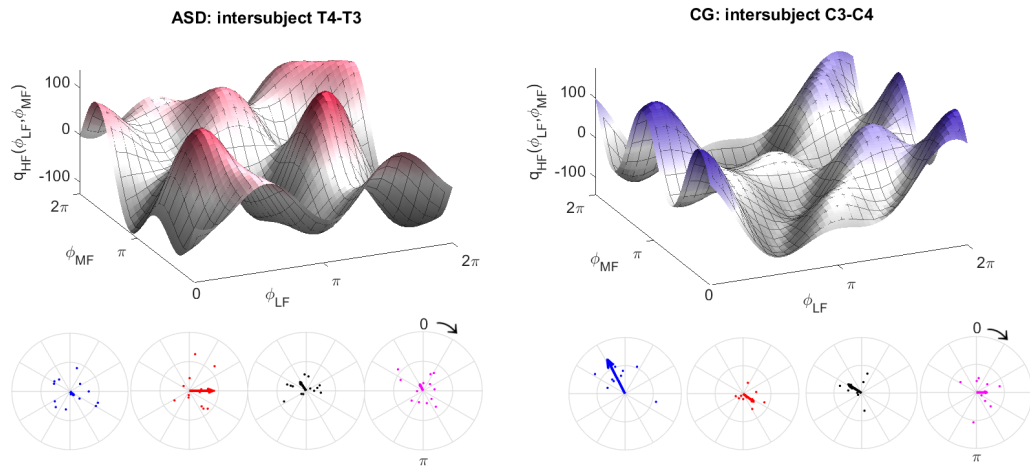 ASD: intersubject T4-T3
q_HF(ϕ_LF,ϕ_MF)
100
0
-100
2π
π
ϕ_MF
0
π
2π
ϕ_LF
0
π
CG: intersubject C3-C4
q_HF(ϕ_LF,ϕ_MF)
100
0
-100
2π
π
ϕ_MF
0
π
2π
ϕ_LF
0
π